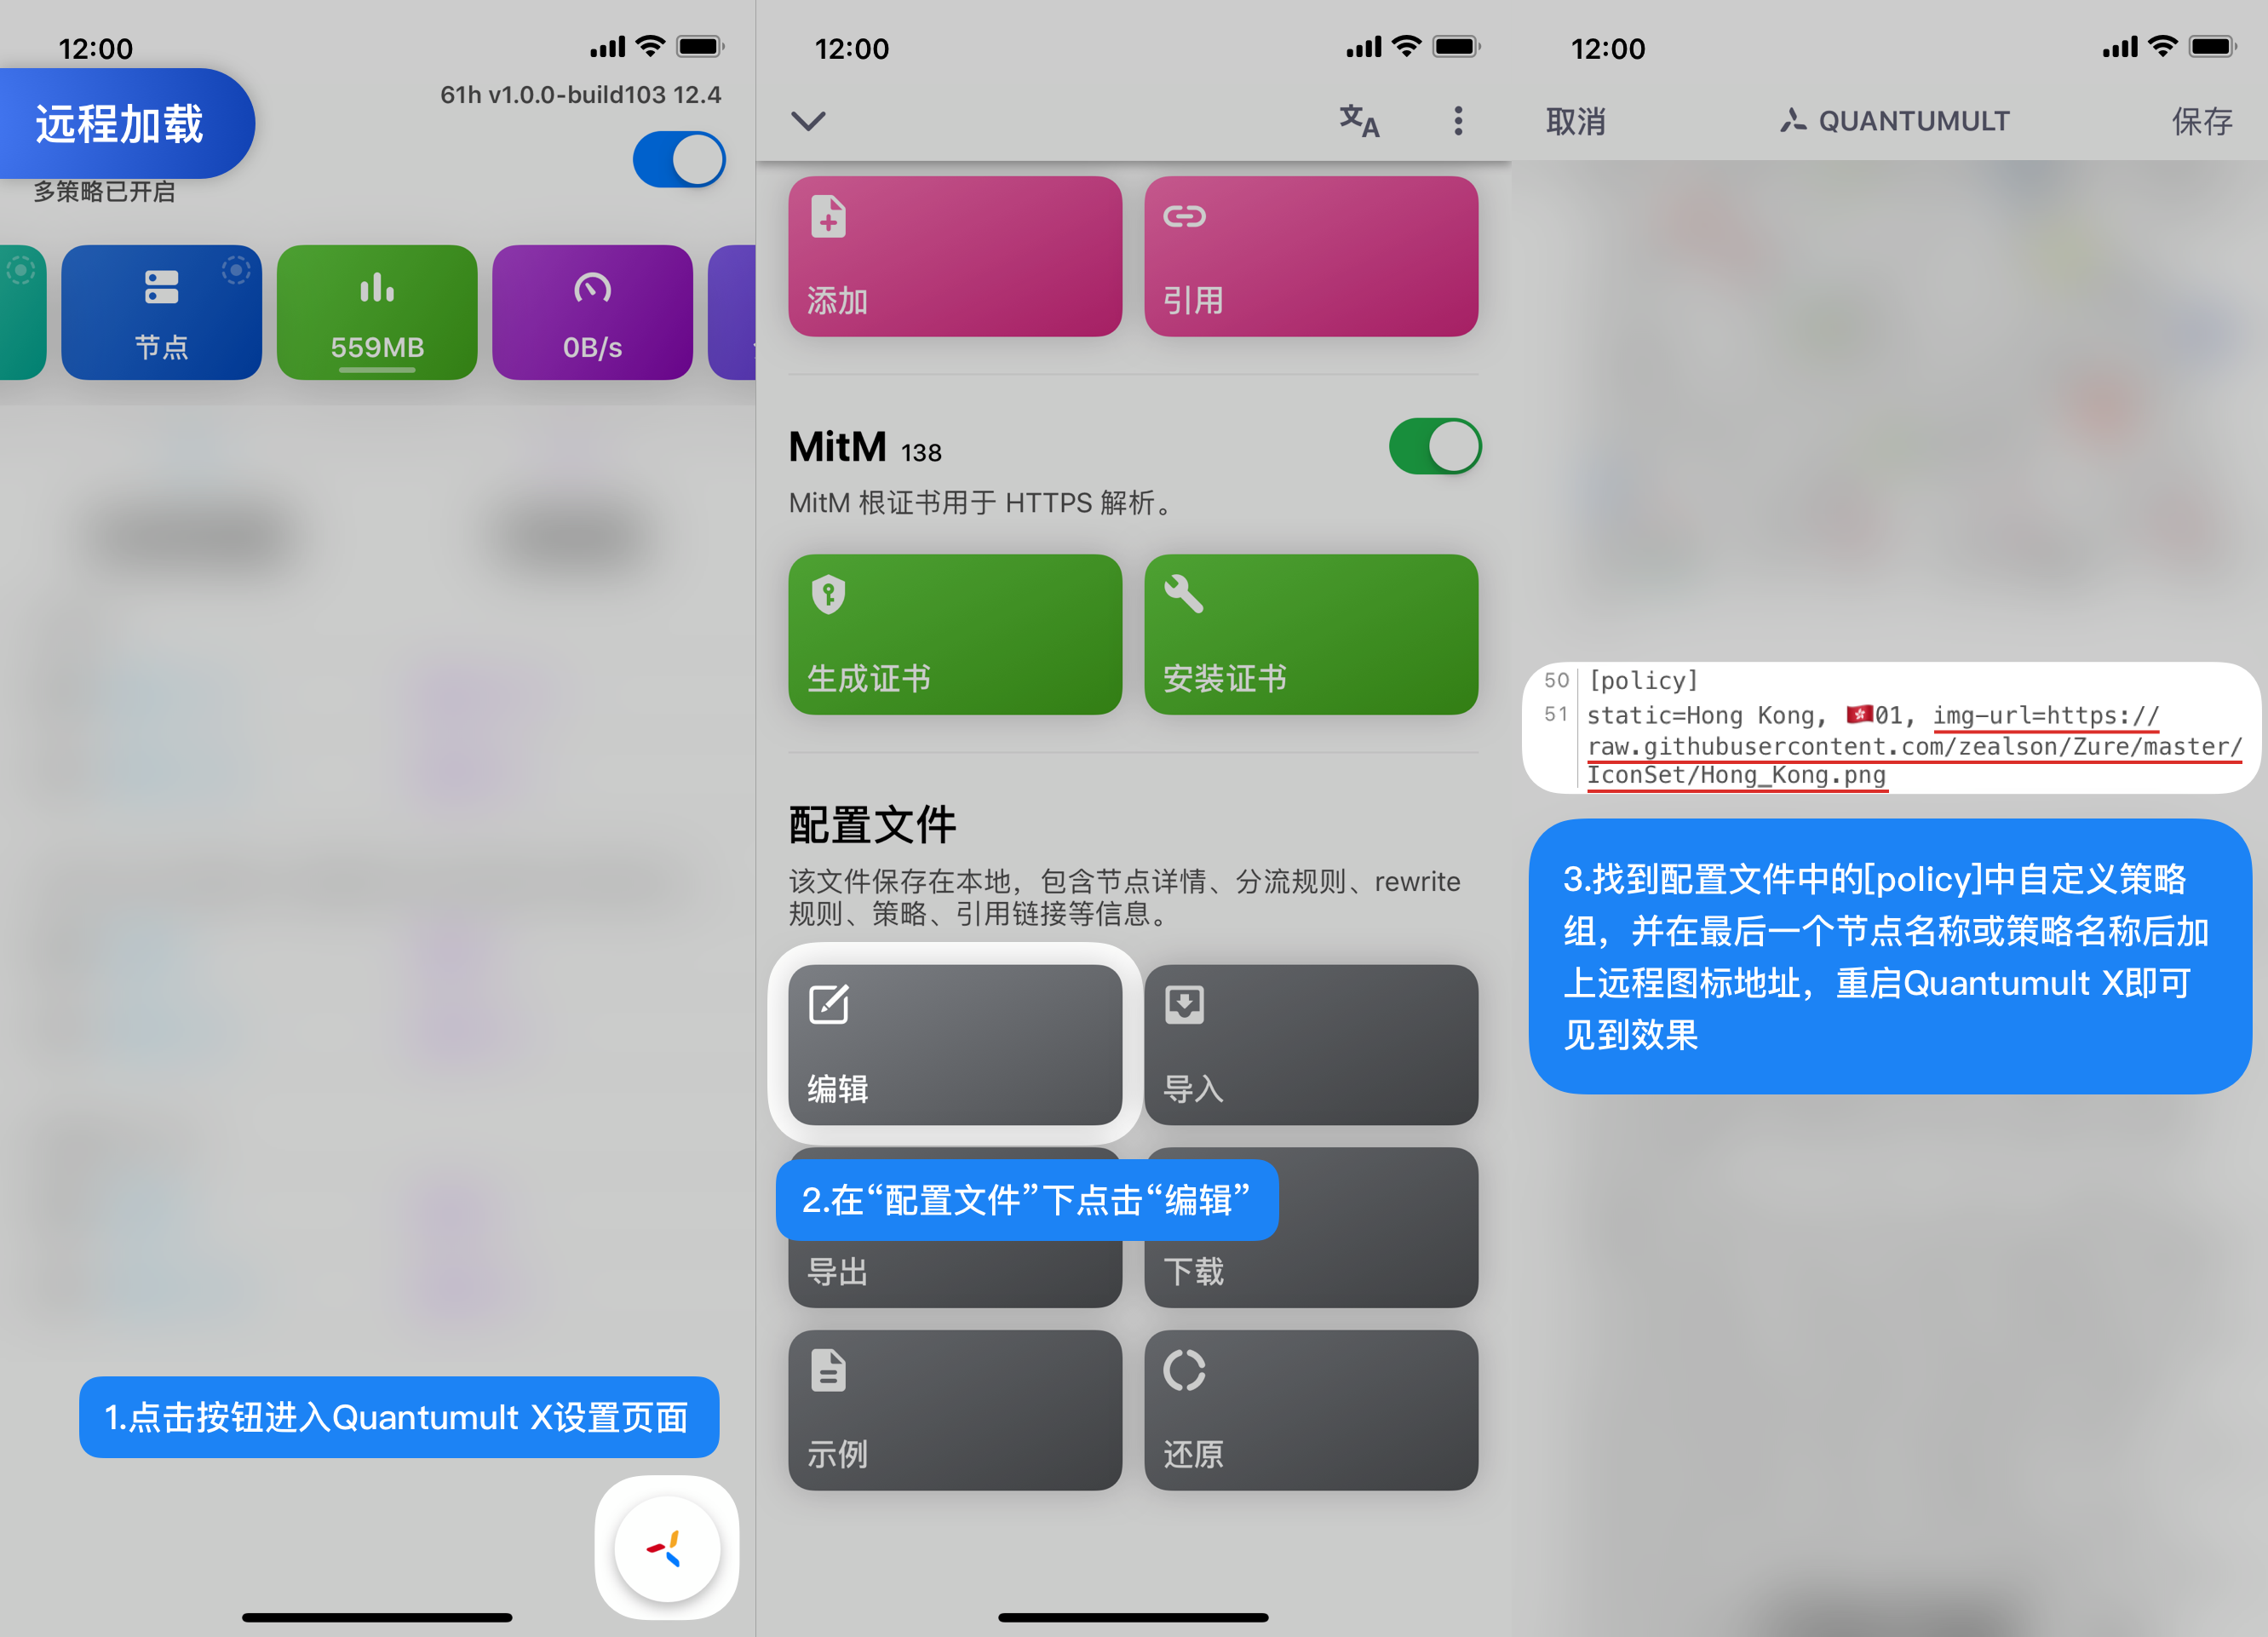 12:00
61h v1.0.0-build103 12.4
远程加载
多策略已开启
节点
559MB
0B/s
1.点击按钮进入Quantumult X设置页面
12:00
文A
添加
引用
MitM 138
MitM 根证书用于 HTTPS 解析。
生成证书
安装证书
配置文件
该文件保存在本地，包含节点详情、分流规则、rewrite
规则、策略、引用链接等信息。
编辑
导入
2.在“配置文件”下点击“编辑”
导出
下载
示例
还原
12:00
取消
QUANTUMULT
保存
50 [policy]
51 static=Hong Kong, 🇭🇰01, img-url=https://
raw.githubusercontent.com/zealson/Zure/master/
IconSet/Hong_Kong.png
3.找到配置文件中的[policy]中自定义策略
组，并在最后一个节点名称或策略名称后加
上远程图标地址，重启Quantumult X即可
见到效果